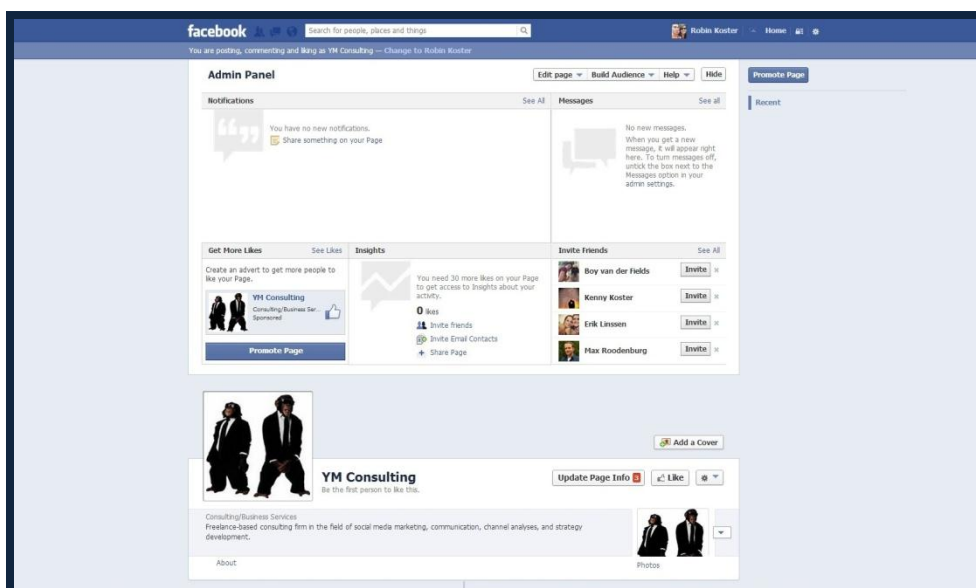 facebook
Search for people, places and things
Robin Koster
Home
You are posting, commenting and liking as YM Consulting — Change to Robin Koster
Admin Panel
Edit page
Build Audience
Help
Hide
Promote Page
Recent
Notifications
See All
You have no new notifications.
Share something on your Page
Messages
See all
No new messages.
When you get a new
message, it will appear right
here. To turn messages off,
untick the box next to the
Messages option in your
admin settings.
Get More Likes
See Likes
Create an advert to get more people to
like your Page.
YM Consulting
Consulting/Business Ser...
Sponsored
Promote Page
Insights
You need 30 more likes on your Page
to get access to Insights about your
activity.
0 likes
Invite friends
Invite Email Contacts
Share Page
Invite Friends
See All
Boy van der Fields
Invite
Kenny Koster
Invite
Erik Linssen
Invite
Max Roodenburg
Invite
Add a Cover
YM Consulting
Be the first person to like this.
Update Page Info 3
Like
Consulting/Business Services
Freelance-based consulting firm in the field of social media marketing, communication, channel analyses, and strategy
development.
About
Photos